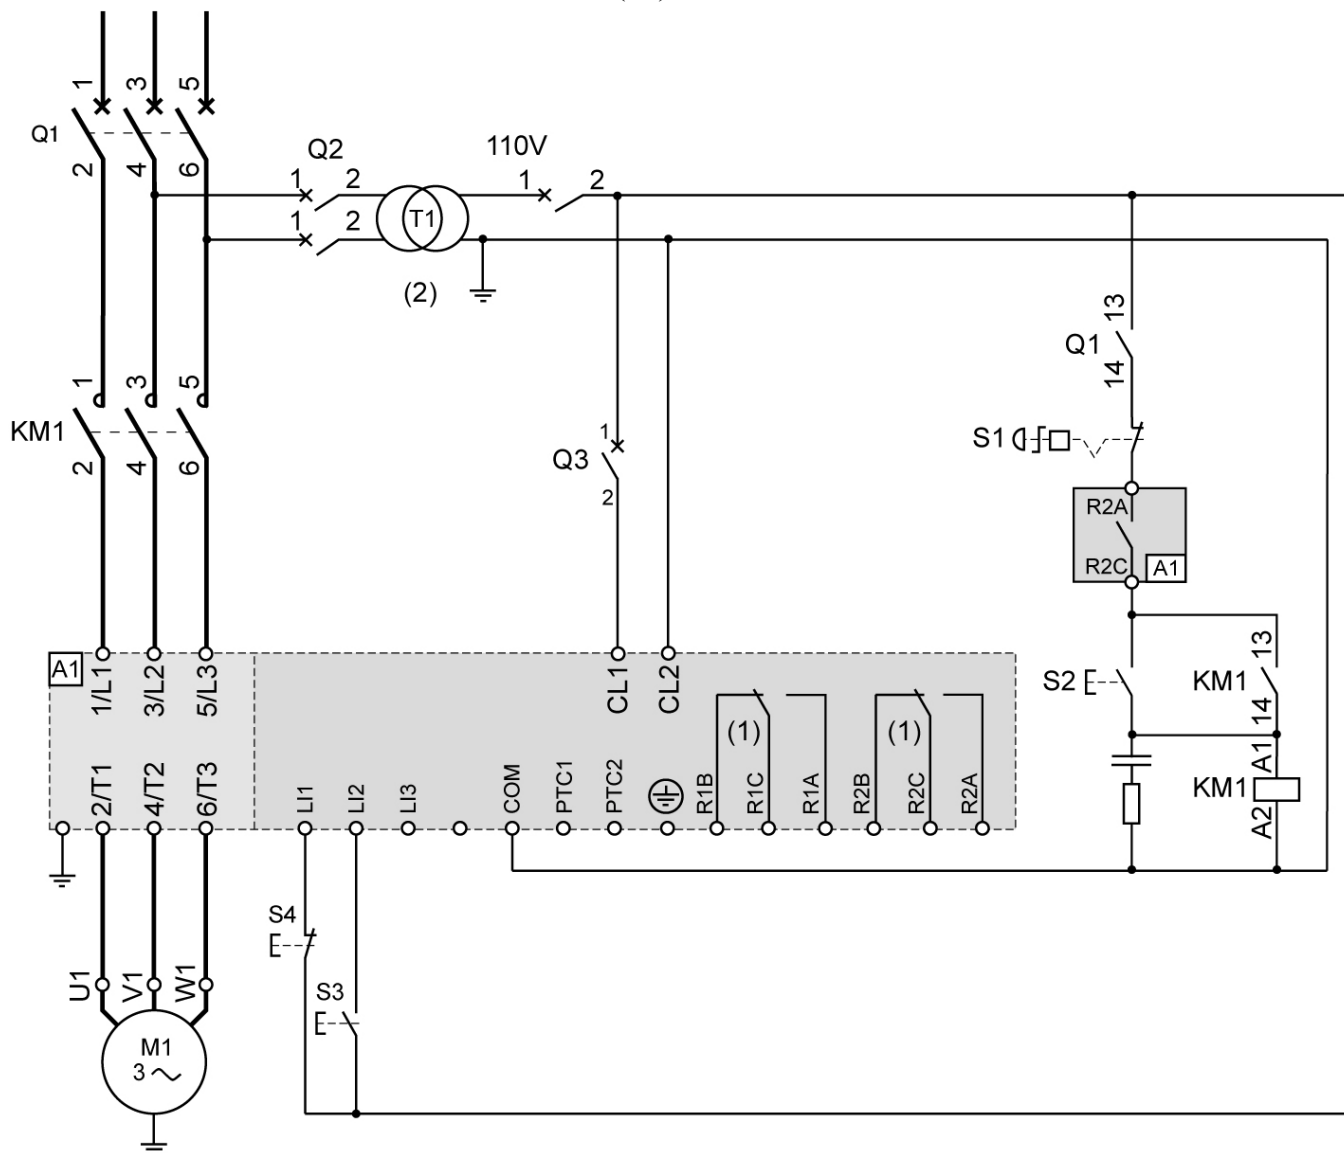 1 3 5
Q1
2 4 6
Q2
110V
1 2
1 2
1 2
T1
(2)
13
Q1
14
1 3 5
KM1
2 4 6
1
Q3
2
S1
R2A
R2C A1
13
S2 KM1
14
A1
KM1
A2
A1 1/L1 3/L2 5/L3 CL1 CL2
(1) (1)
2/T1 4/T2 6/T3 LI1 LI2 LI3 COM PTC1 PTC2 R1B R1C R1A R2B R2C R2A
S4
S3
U1 V1 W1
M1
3